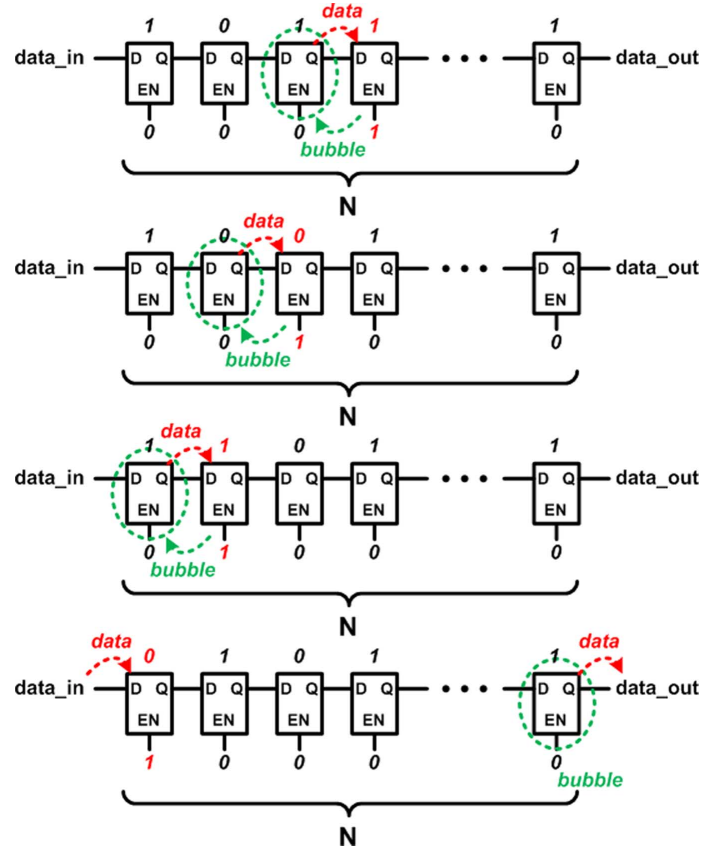 1 0 1 data 1 1
data_in D Q D Q D Q D Q • • • D Q data_out
EN EN EN EN EN
0 0 0 1 0
bubble
N
1 0 data 0 1 1
data_in D Q D Q D Q D Q • • • D Q data_out
EN EN EN EN EN
0 0 1 0 0
bubble
N
1 data 1 0 1 1
data_in D Q D Q D Q D Q • • • D Q data_out
EN EN EN EN EN
0 1 0 0 0
bubble
N
data 0 1 0 1 1 data
data_in D Q D Q D Q D Q • • • D Q data_out
EN EN EN EN EN
1 0 0 0 0
bubble
N